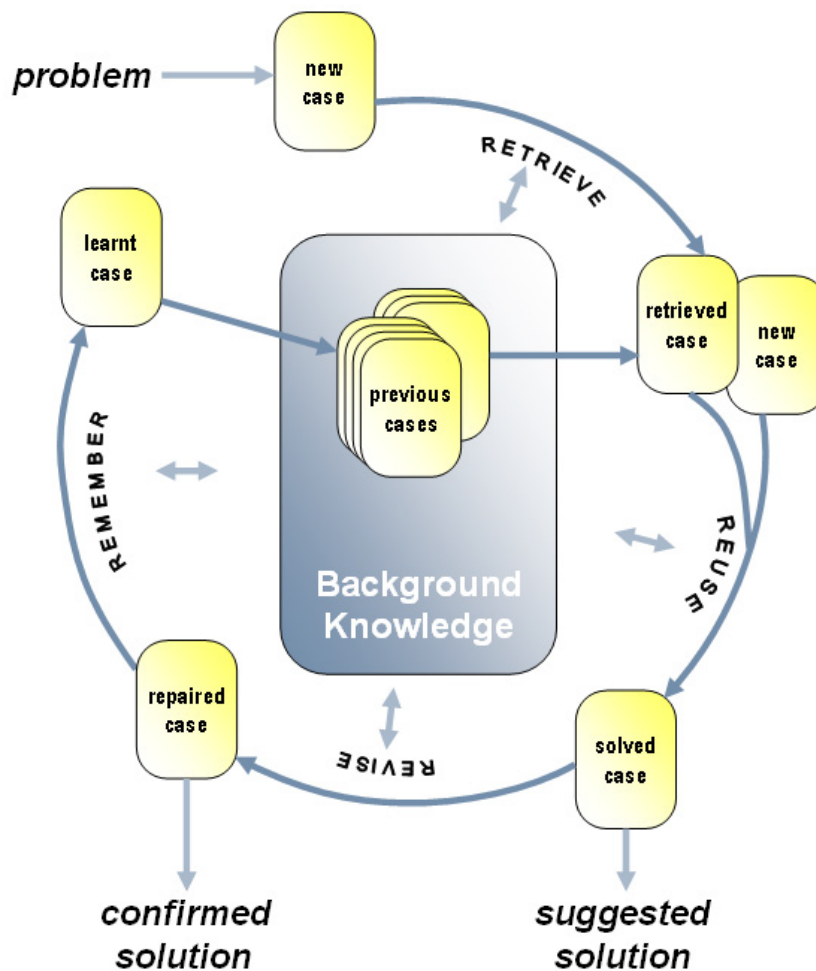 problem
new
case
RETRIEVE
learnt
case
retrieved
case
new
case
previous
cases
REMEMBER
REUSE
Background
Knowledge
repaired
case
REVISE
solved
case
confirmed
solution
suggested
solution